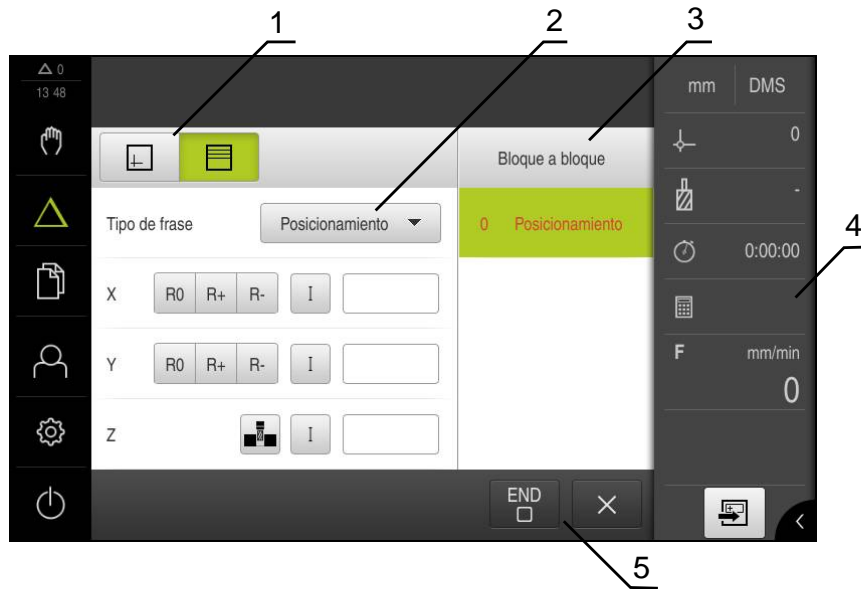 1
2
3
△ 0
13 48
mm
DMS
Bloque a bloque
0
Tipo de frase
Posicionamiento
0 Posicionamiento
-
0:00:00
4
X
R0 R+ R-
I
F
mm/min
0
Y
R0 R+ R-
I
Z
I
END
5